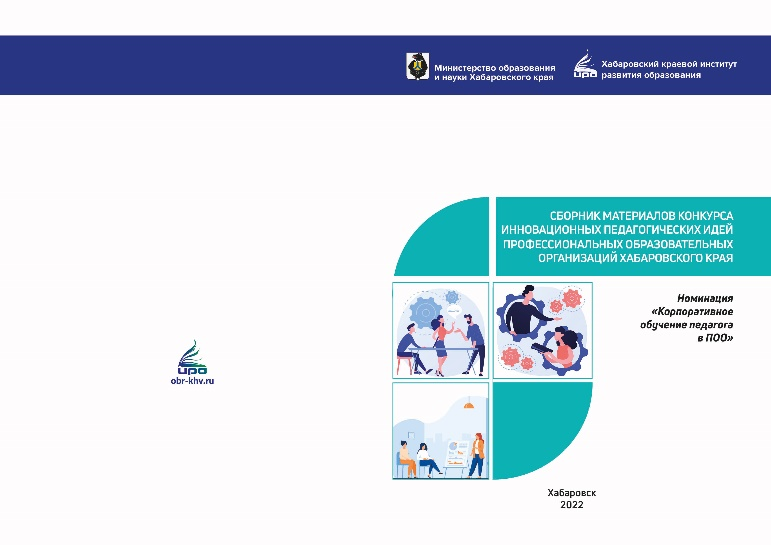 Министерство образования
и науки Хабаровского края
иро
Хабаровский краевой институт
развития образования
СБОРНИК МАТЕРИАЛОВ КОНКУРСА
ИННОВАЦИОННЫХ ПЕДАГОГИЧЕСКИХ ИДЕЙ
ПРОФЕССИОНАЛЬНЫХ ОБРАЗОВАТЕЛЬНЫХ
ОРГАНИЗАЦИЙ ХАБАРОВСКОГО КРАЯ
Номинация
«Корпоративное
обучение педагога
в ПОО»
иро
obr-khv.ru
Хабаровск
2022